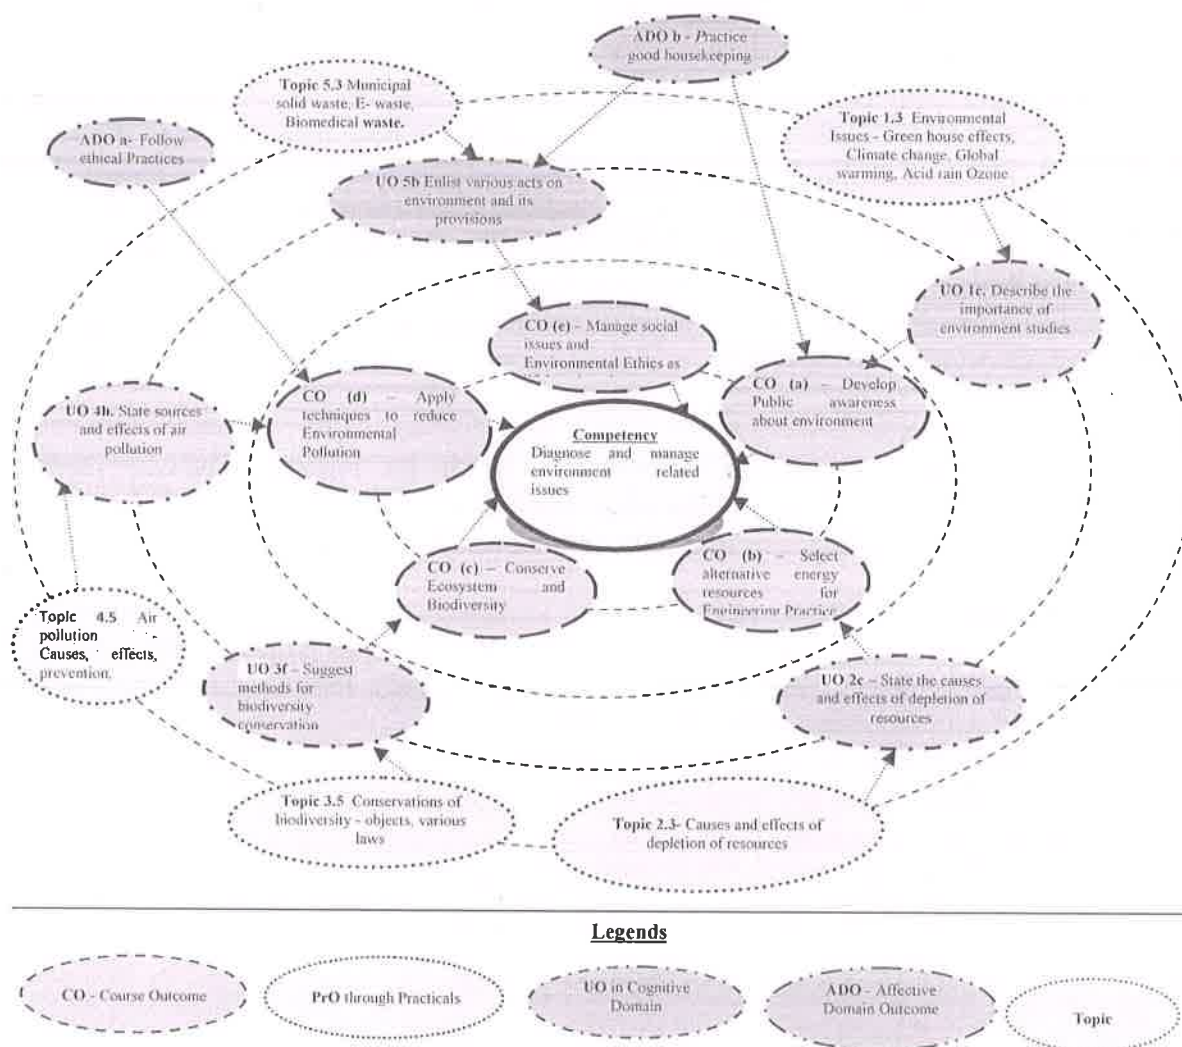 ADO b - Practice
good housekeeping
Topic 5.3 Municipal
solid waste, E- waste,
Biomedical waste.
Topic 1.3 Environmental
Issues - Green house effects,
Climate change, Global
warming, Acid rain Ozone
ADO a- Follow
ethical Practices
UO 5b Enlist various acts on
environment and its
provisions
UO 1c. Describe the
importance of
environment studies
CO (e) – Manage social
issues and
Environmental Ethics as
CO (d) – Apply
techniques to reduce
Environmental
Pollution
CO (a) – Develop
Public awareness
about environment
UO 4b. State sources
and effects of air
pollution
Competency
Diagnose and manage
environment related
issues
CO (c) – Conserve
Ecosystem and
Biodiversity
CO (b) – Select
alternative energy
resources for
Engineering Practice
Topic 4.5 Air
pollution -
Causes, effects,
prevention.
UO 3f – Suggest
methods for
biodiversity
conservation
UO 2c – State the causes
and effects of depletion of
resources
Topic 3.5 Conservations of
biodiversity - objects, various
laws
Topic 2.3- Causes and effects of
depletion of resources
Legends
CO - Course Outcome
PrO through Practicals
UO in Cognitive
Domain
ADO - Affective
Domain Outcome
Topic